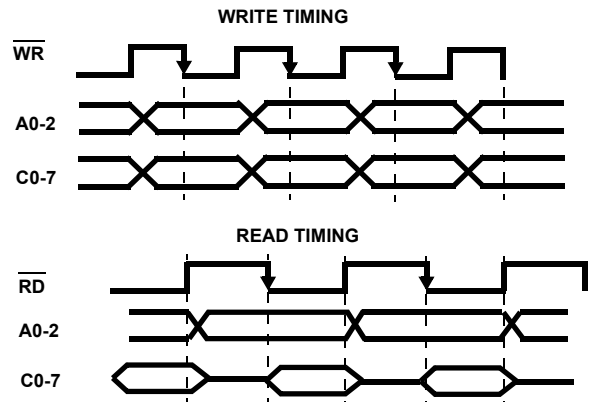 WRITE TIMING
WR
A0-2
C0-7
READ TIMING
RD
A0-2
C0-7